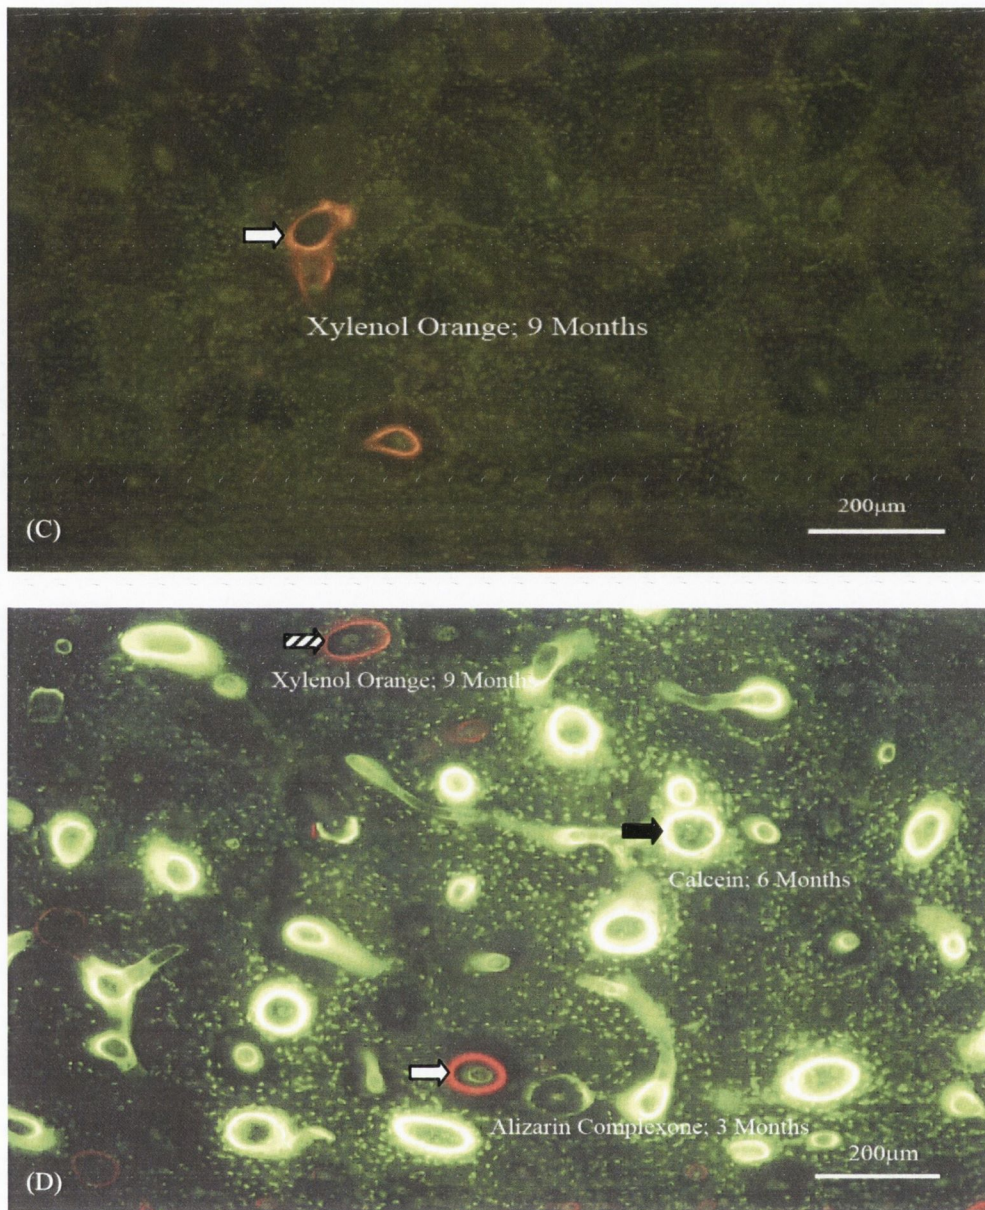 Xylenol Orange; 9 Months
200μm
(C)
Xylenol Orange; 9 Months
Calcein; 6 Months
Alizarin Complexone; 3 Months
200μm
(D)